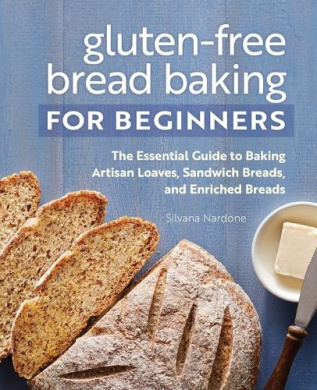 gluten-free
bread baking
FOR BEGINNERS
The Essential Guide to Baking
Artisan Loaves, Sandwich Breads,
and Enriched Breads
Silvana Nardone